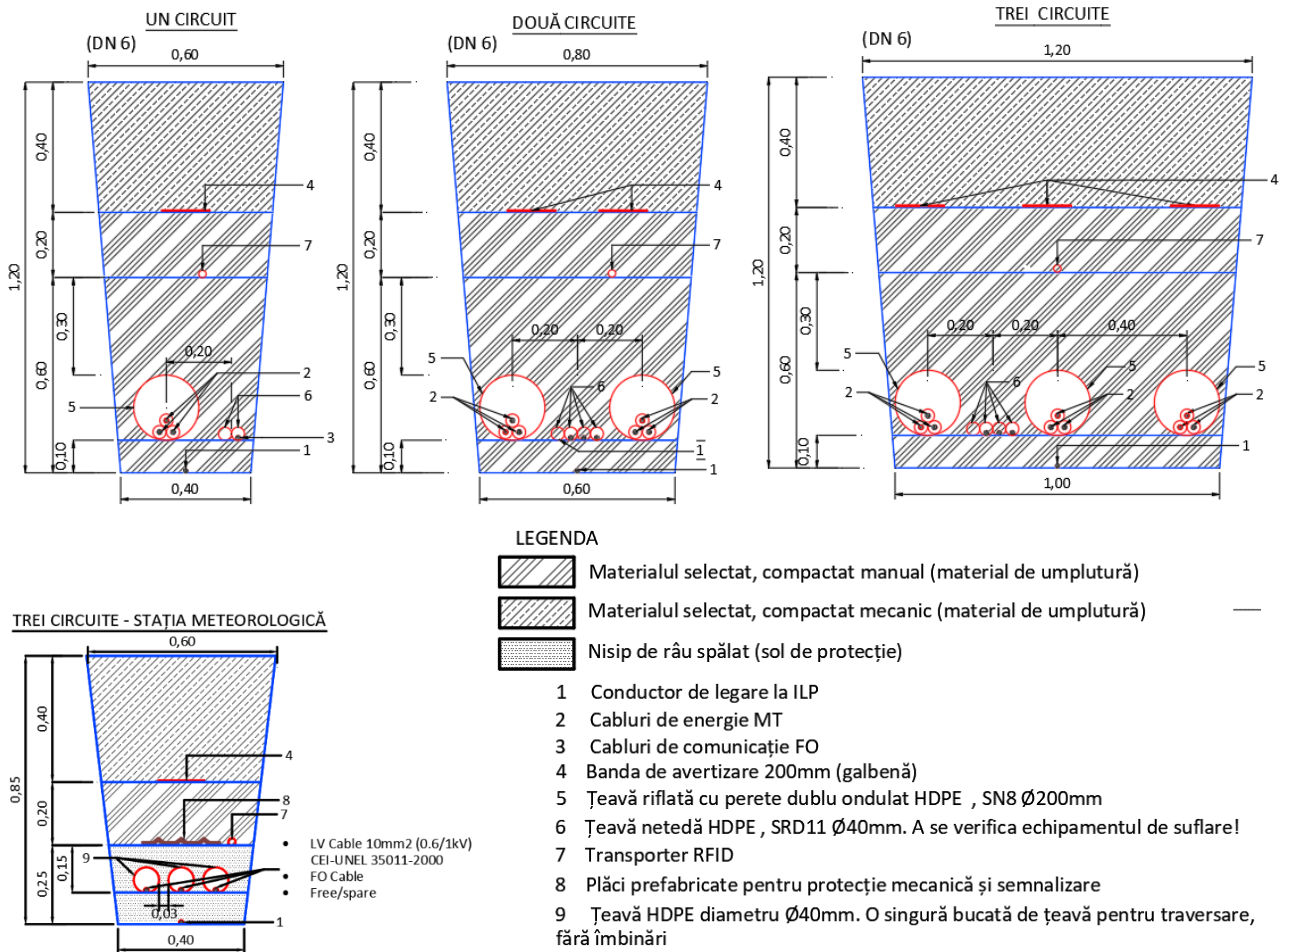 UN CIRCUIT
(DN 6)
0,60
1,20
0,40
0,20
0,60
0,10
0,30
0,20
4
7
2
5
6
3
1
0,40
DOUĂ CIRCUITE
(DN 6)
0,80
1,20
0,40
0,20
0,60
0,10
0,30
0,20
0,20
4
7
5
6
5
2
2
1
1
0,60
TREI CIRCUITE
(DN 6)
1,20
1,20
0,40
0,20
0,60
0,10
0,30
0,20
0,20
0,40
4
7
5
6
5
5
2
2
2
1
1,00
LEGENDA
Materialul selectat, compactat manual (material de umplutură)
Materialul selectat, compactat mecanic (material de umplutură)
Nisip de râu spălat (sol de protecție)
1 Conductor de legare la ILP
2 Cabluri de energie MT
3 Cabluri de comunicație FO
4 Banda de avertizare 200mm (galbenă)
5 Țeavă riflată cu perete dublu ondulat HDPE , SN8 Ø200mm
6 Țeavă netedă HDPE , SRD11 Ø40mm. A se verifica echipamentul de suflare!
7 Transporter RFID
8 Plăci prefabricate pentru protecție mecanică și semnalizare
9 Țeavă HDPE diametru Ø40mm. O singură bucată de țeavă pentru traversare,
fără îmbinări
TREI CIRCUITE - STAȚIA METEOROLOGICĂ
0,60
0,85
0,40
0,20
0,25
0,15
0,03
4
8
7
9
• LV Cable 10mm2 (0.6/1kV)
CEI-UNEL 35011-2000
• FO Cable
• Free/spare
1
0,40